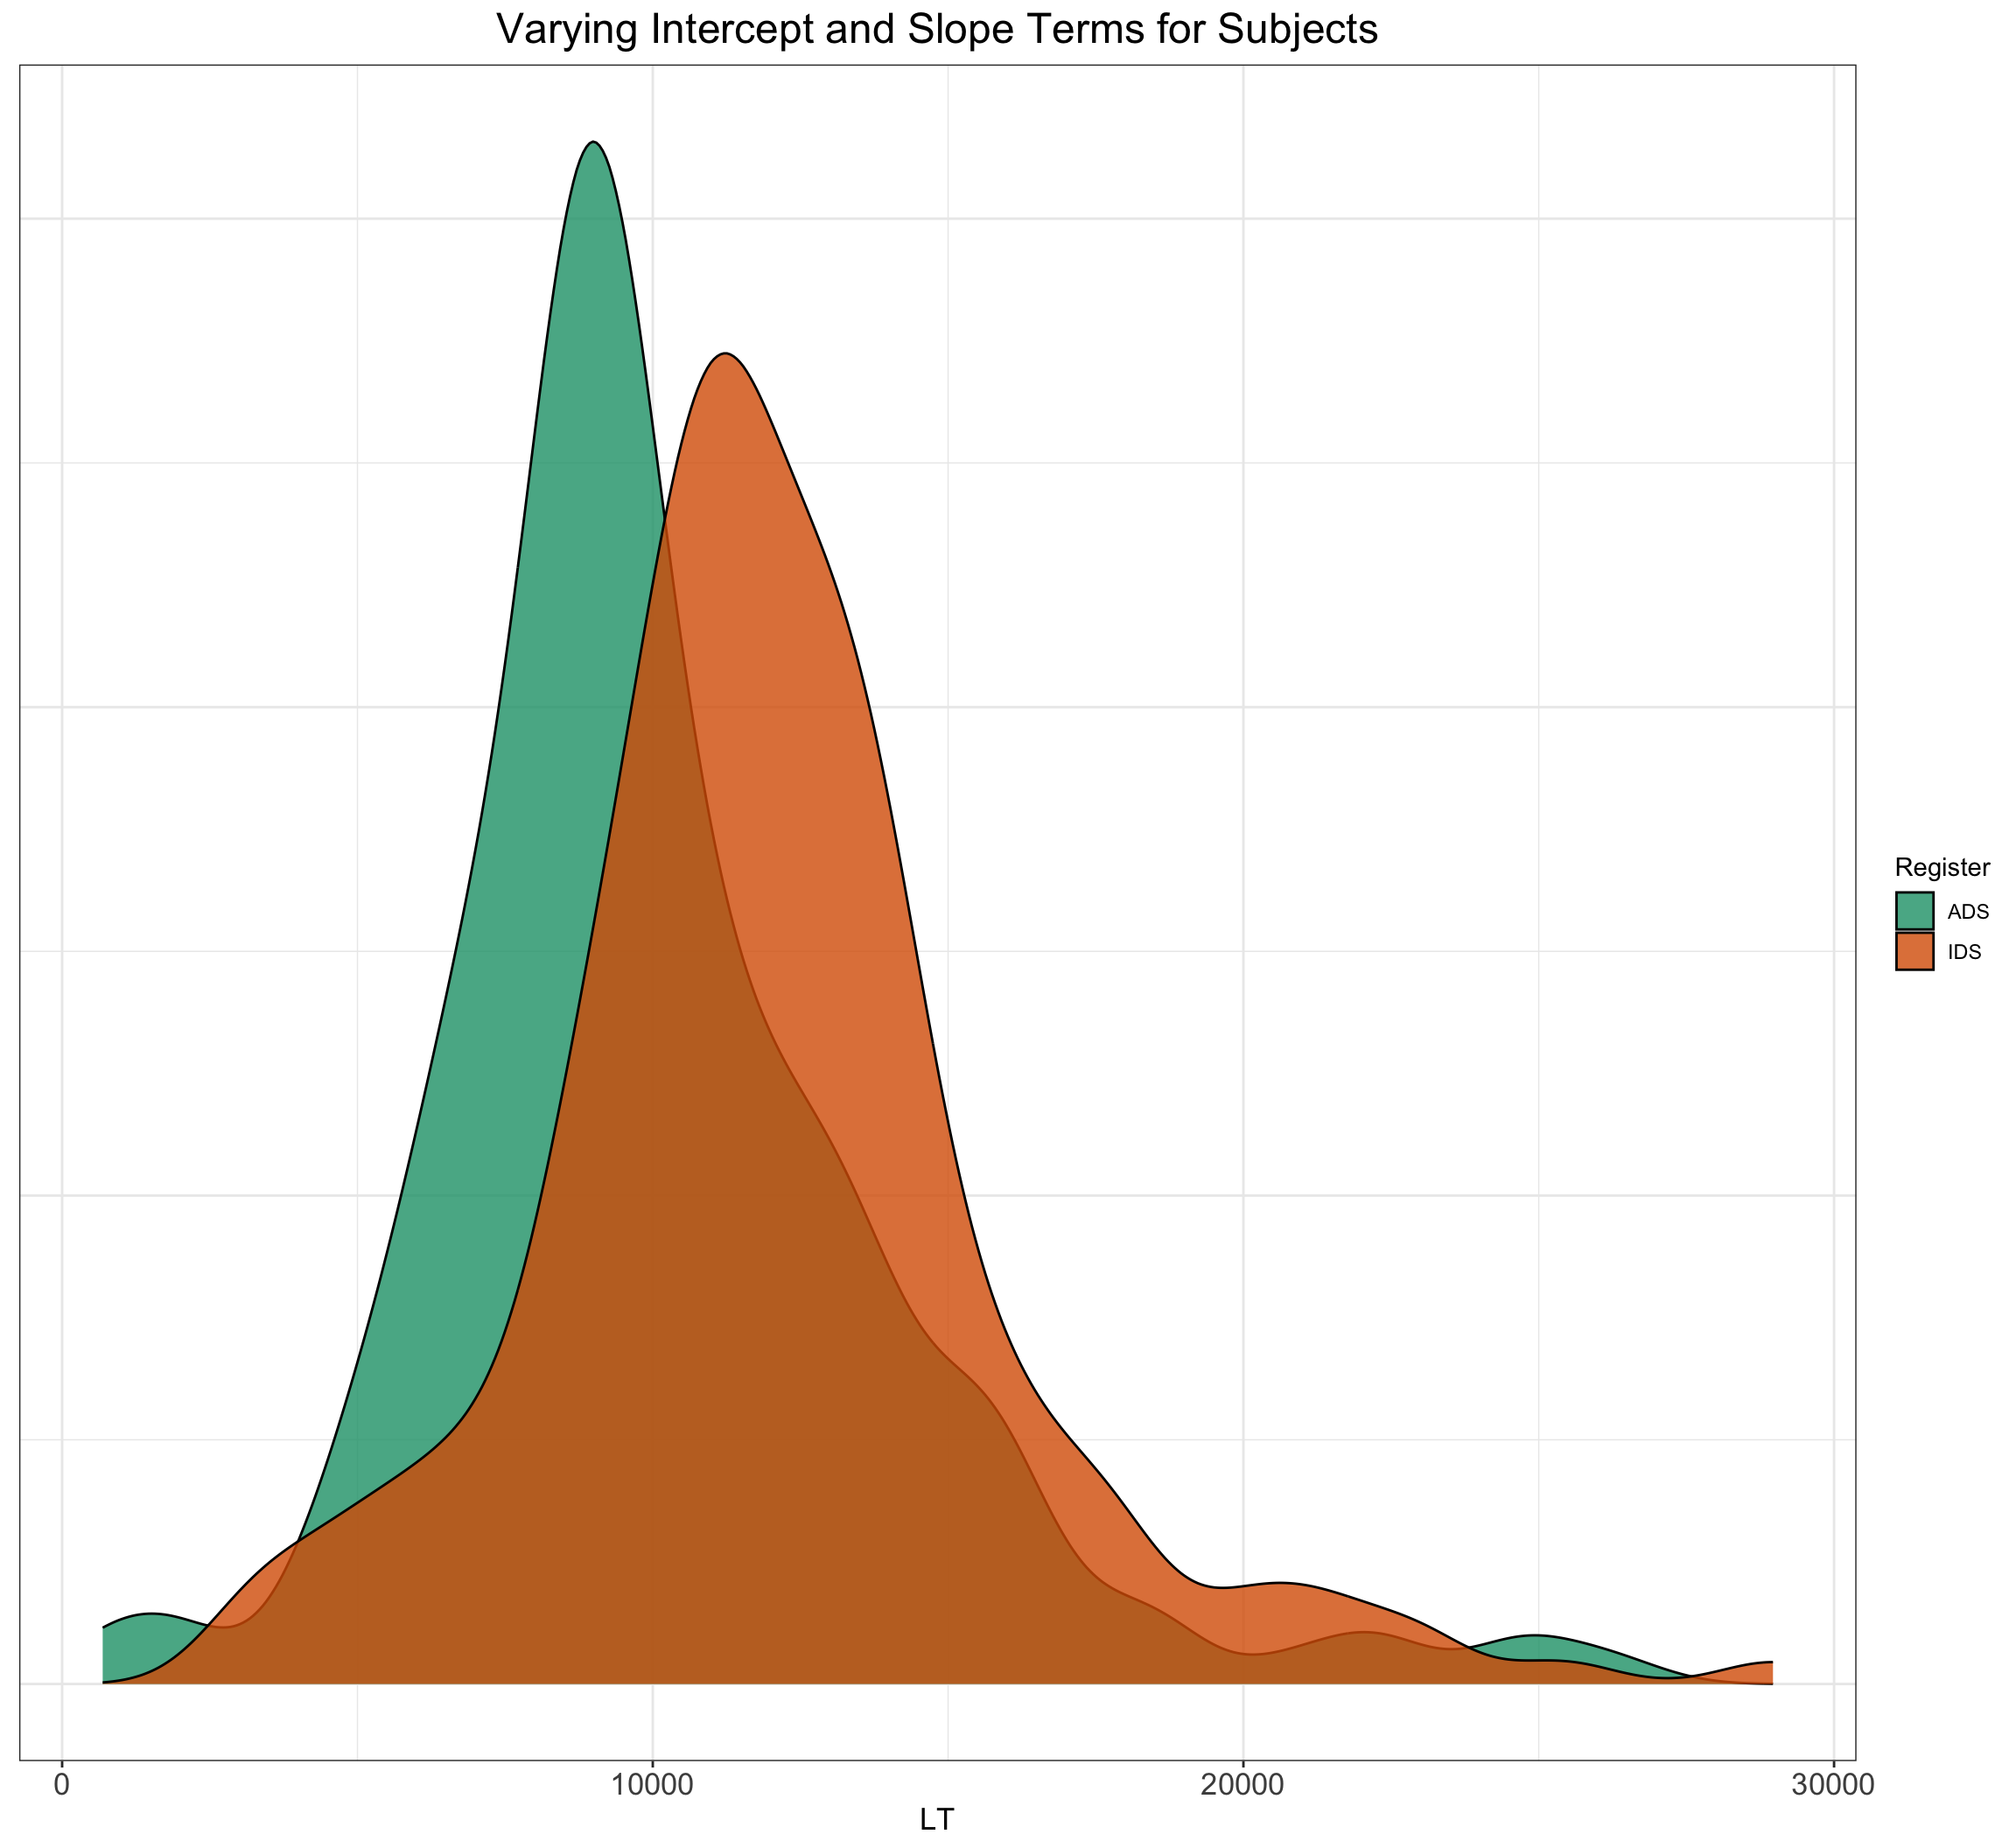 Varying Intercept and Slope Terms for Subjects
Register
ADS
IDS
0 10000 20000 30000
LT